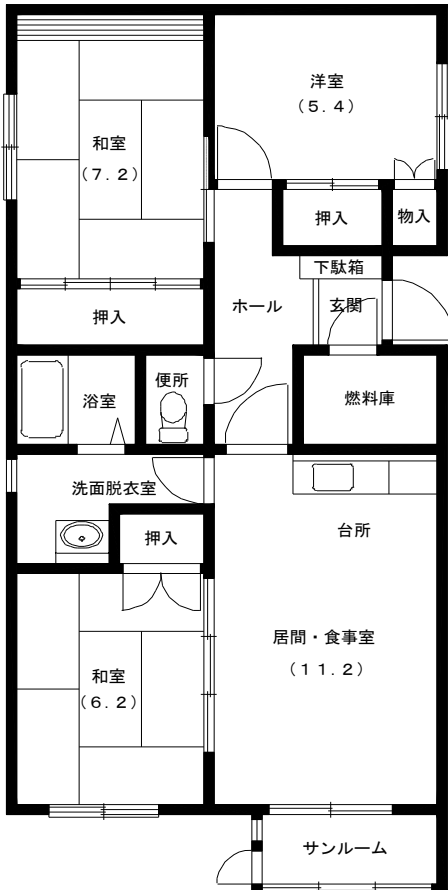 洋室
(5.4)
和室
(7.2)
押入
物入
下駄箱
ホール
玄関
押入
便所
浴室
燃料庫
洗面脱衣室
押入
台所
居間・食事室
(11.2)
和室
(6.2)
サンルーム